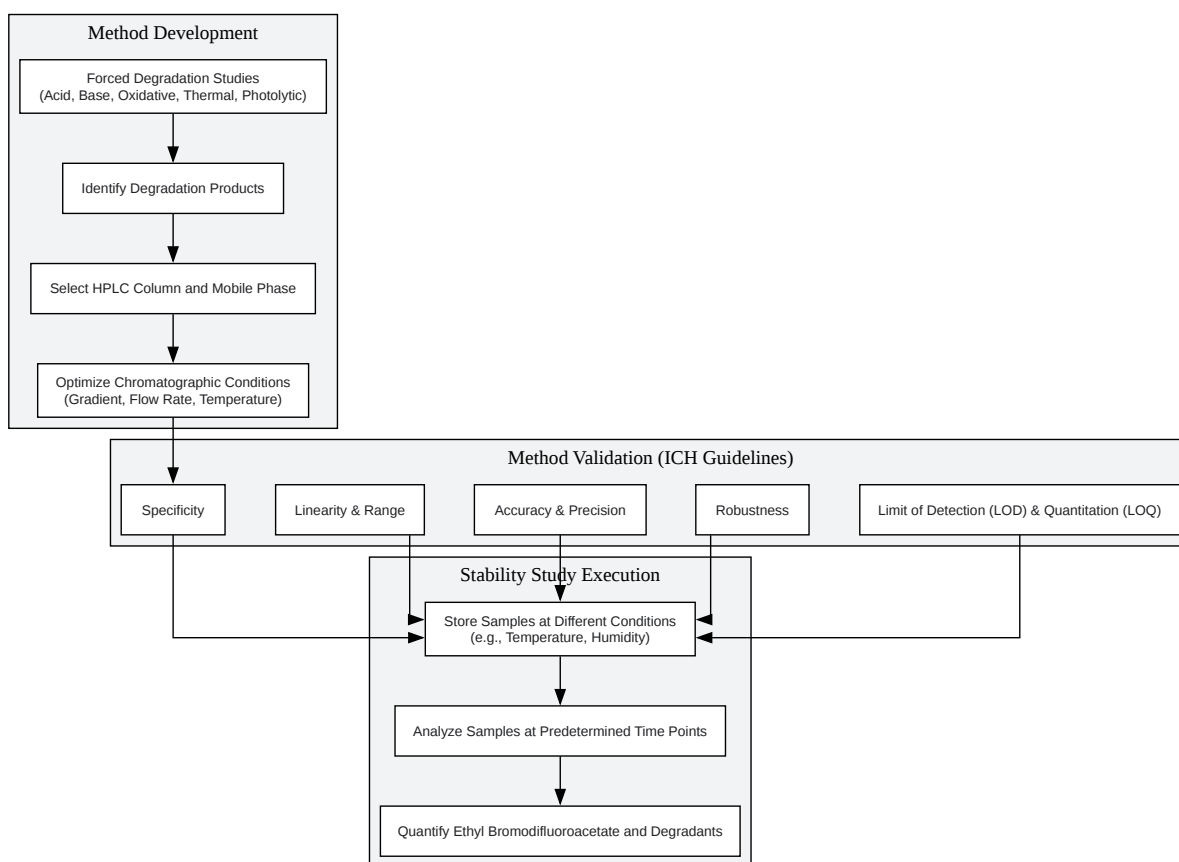 Method Development
Forced Degradation Studies
(Acid, Base, Oxidative, Thermal, Photolytic)
Identify Degradation Products
Select HPLC Column and Mobile Phase
Optimize Chromatographic Conditions
(Gradient, Flow Rate, Temperature)
Method Validation (ICH Guidelines)
Specificity
Linearity & Range
Accuracy & Precision
Robustness
Limit of Detection (LOD) & Quantitation (LOQ)
Stability Study Execution
Store Samples at Different Conditions
(e.g., Temperature, Humidity)
Analyze Samples at Predetermined Time Points
Quantify Ethyl Bromodifluoroacetate and Degradants